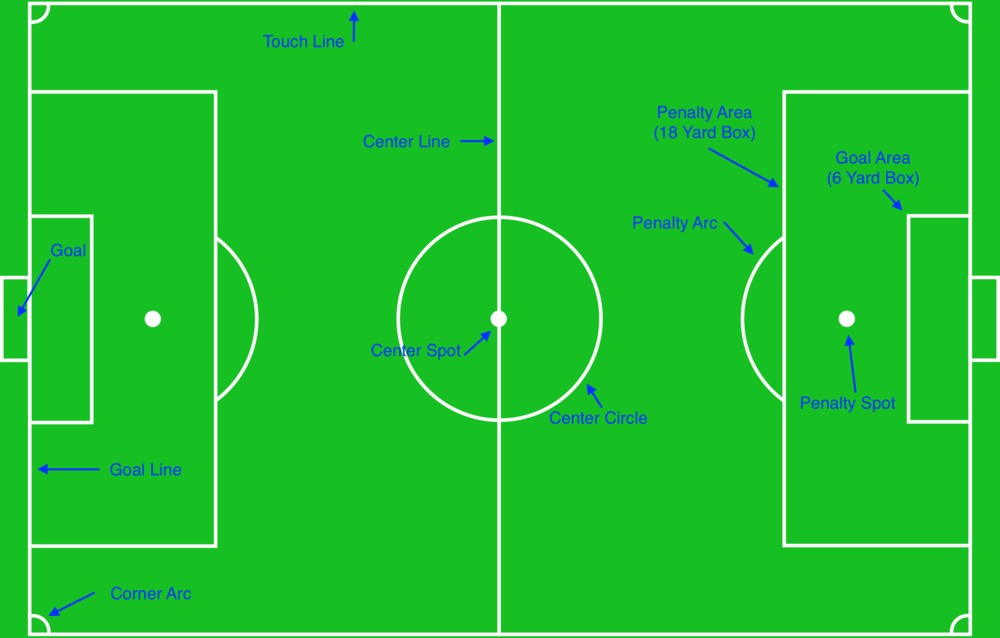 Touch Line
Penalty Area
(18 Yard Box)
Center Line
Goal Area
(6 Yard Box)
Penalty Arc
Goal
Center Spot
Penalty Spot
Center Circle
Goal Line
Corner Arc